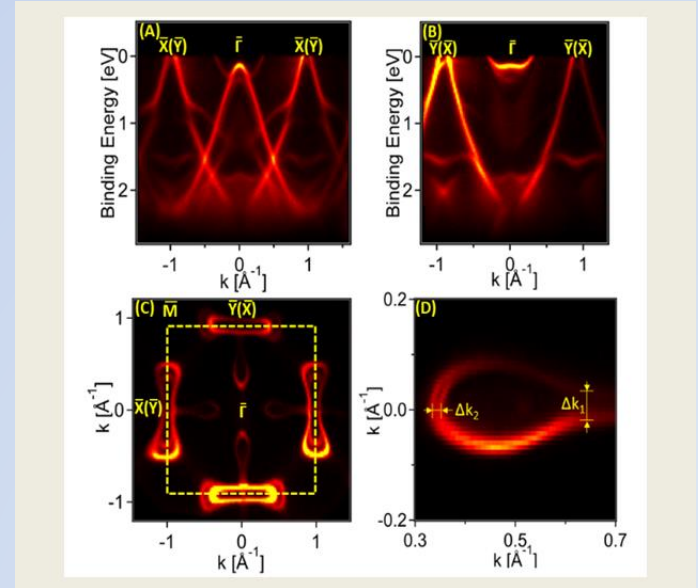 (A)
X̄(Ȳ) Γ̄ X̄(Ȳ)
Binding Energy [eV]
0
1
2
-1 0 1
k [Å⁻¹]
(B)
Ȳ(X̄) Γ̄ Ȳ(X̄)
Binding Energy [eV]
0
1
2
-1 0 1
k [Å⁻¹]
(C) M̄ Ȳ(X̄)
X̄(Ȳ) Γ̄
k [Å⁻¹]
1
0
-1
-1 0 1
k [Å⁻¹]
(D)
Δk₂ Δk₁
k [Å⁻¹]
0.2
0.0
-0.2
0.3 0.5 0.7
k [Å⁻¹]